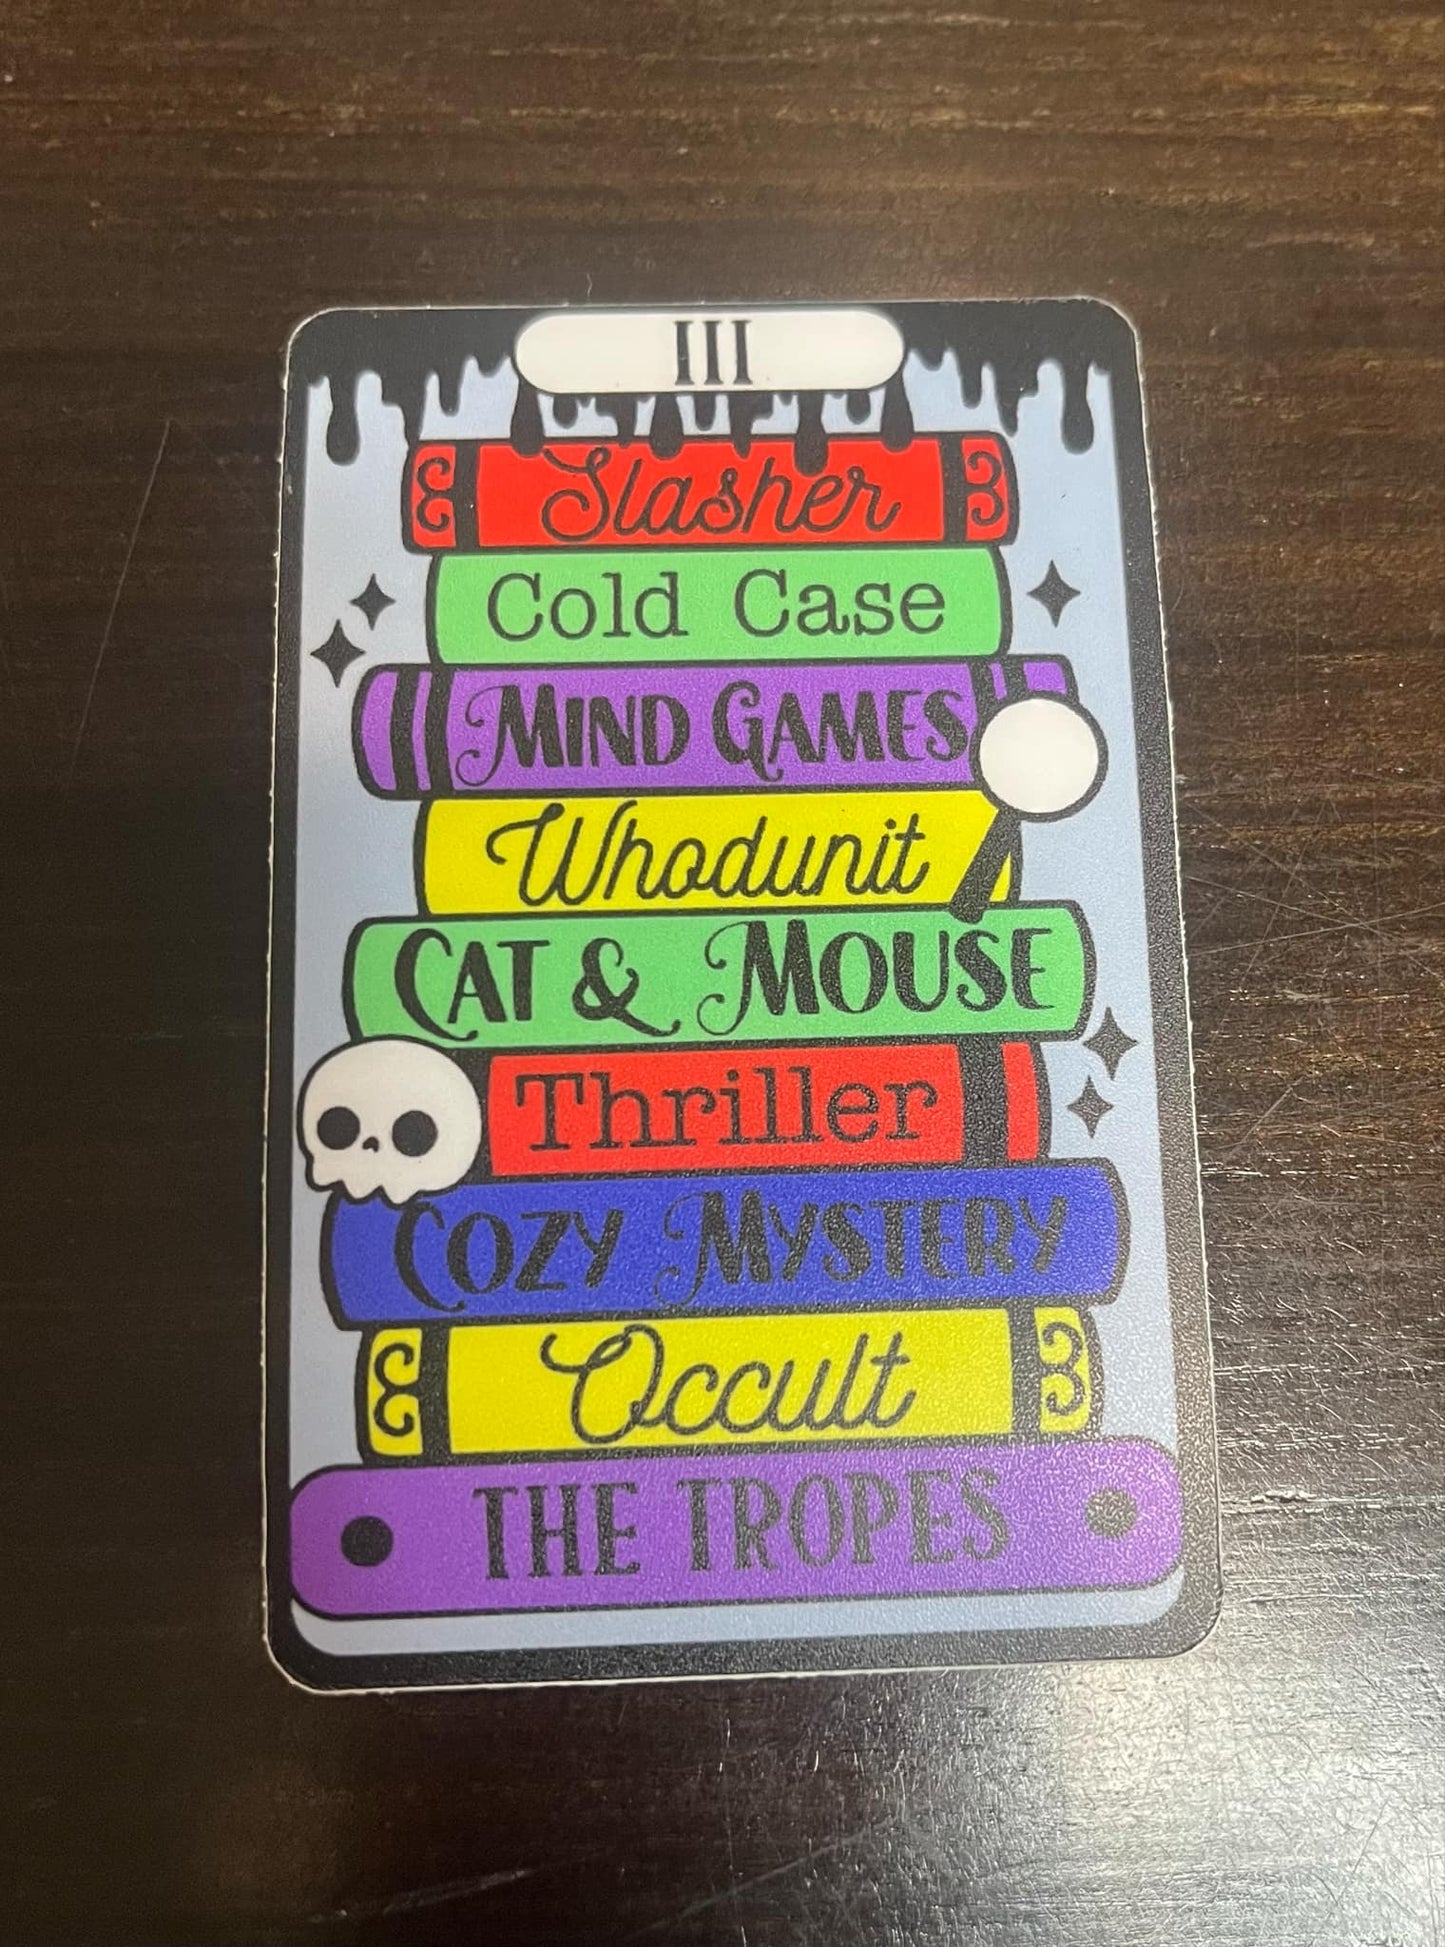 III
Slasher
Cold Case
Mind Games
Whodunit
Cat & Mouse
Thriller
Cozy Mystery
Occult
THE TROPES